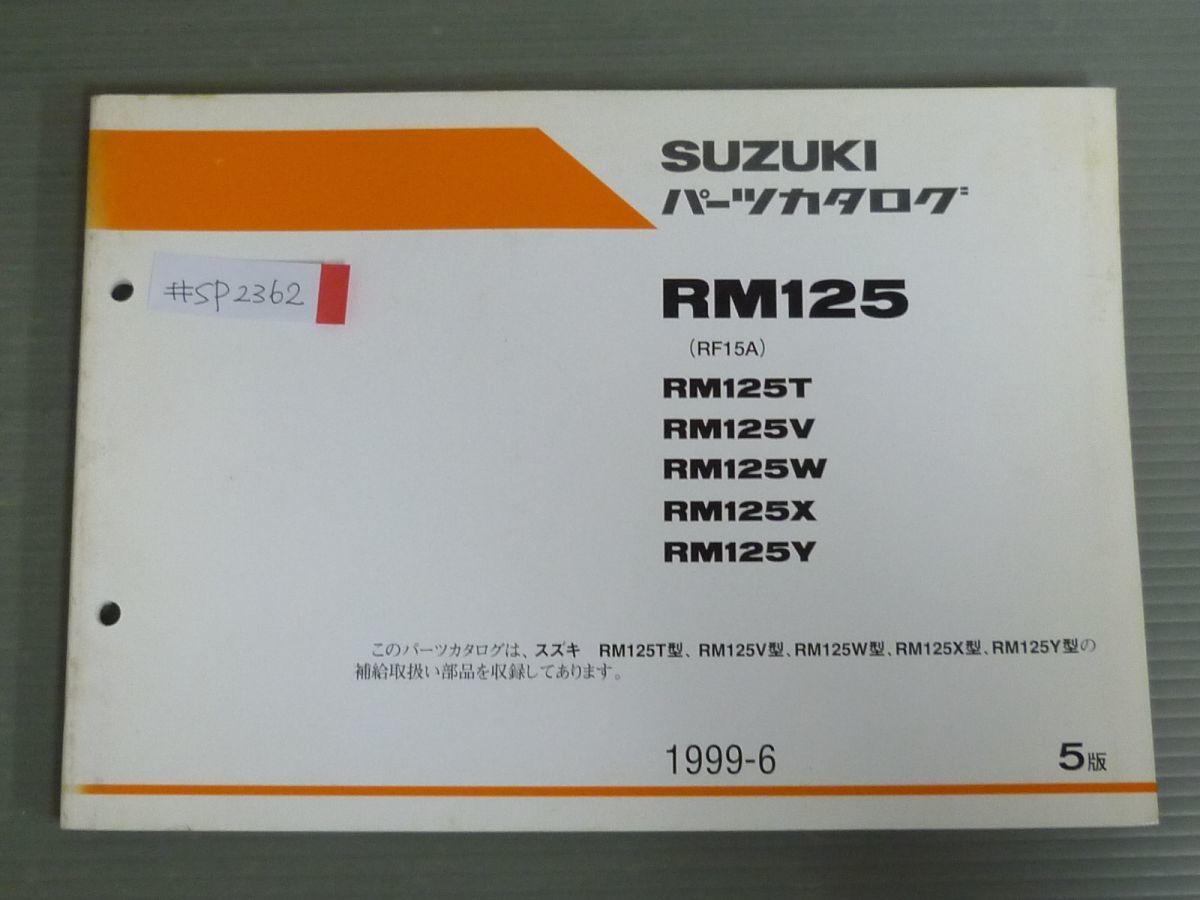 SUZUKI
パーツカタログ
#SP2362
RM125
(RF15A)
RM125T
RM125V
RM125W
RM125X
RM125Y
このパーツカタログは、スズキ RM125T型、RM125V型、RM125W型、RM125X型、RM125Y型の
補給取扱い部品を収録してあります。
1999-6
5版